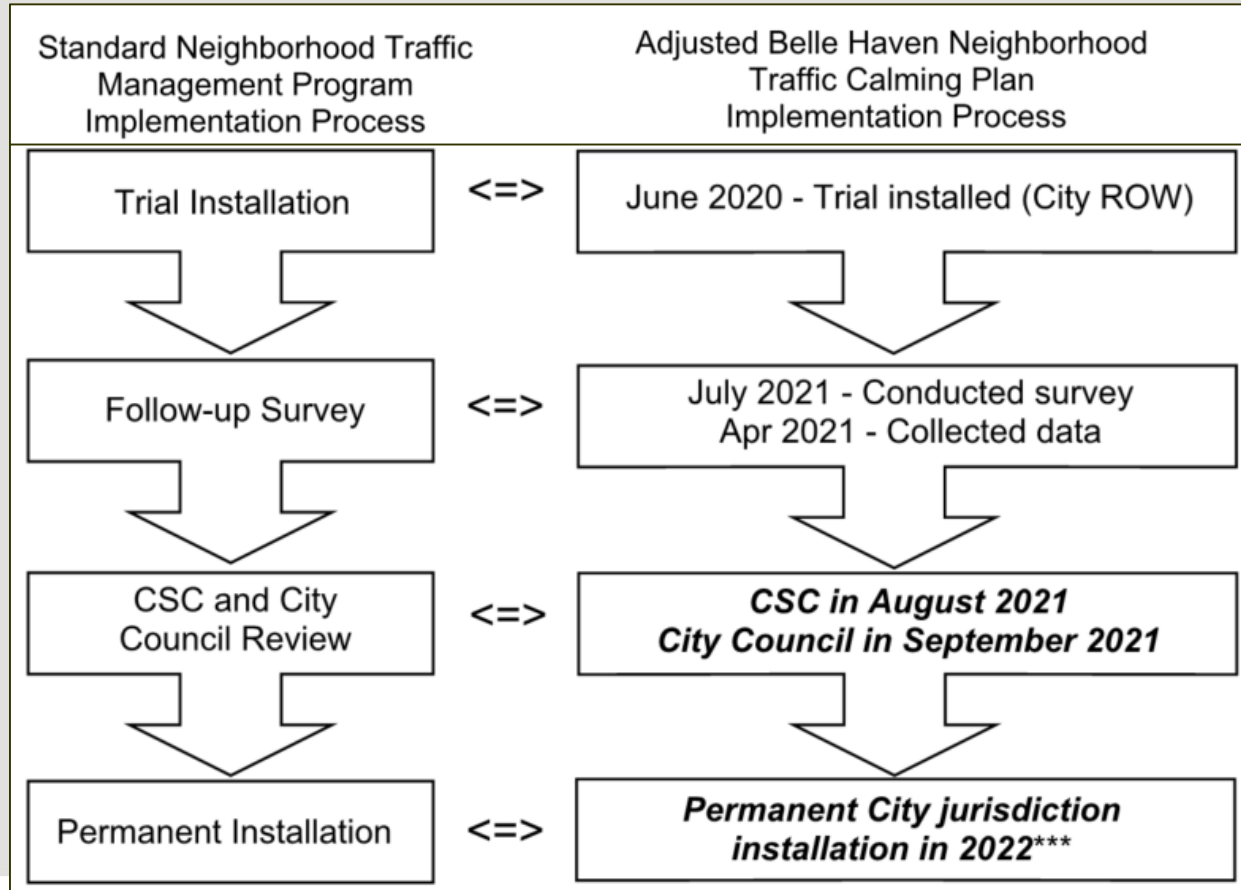 Standard Neighborhood Traffic
Management Program
Implementation Process
Adjusted Belle Haven Neighborhood
Traffic Calming Plan
Implementation Process
Trial Installation
<=>
June 2020 - Trial installed (City ROW)
Follow-up Survey
<=>
July 2021 - Conducted survey
Apr 2021 - Collected data
CSC and City
Council Review
<=>
CSC in August 2021
City Council in September 2021
Permanent Installation
<=>
Permanent City jurisdiction
installation in 2022***